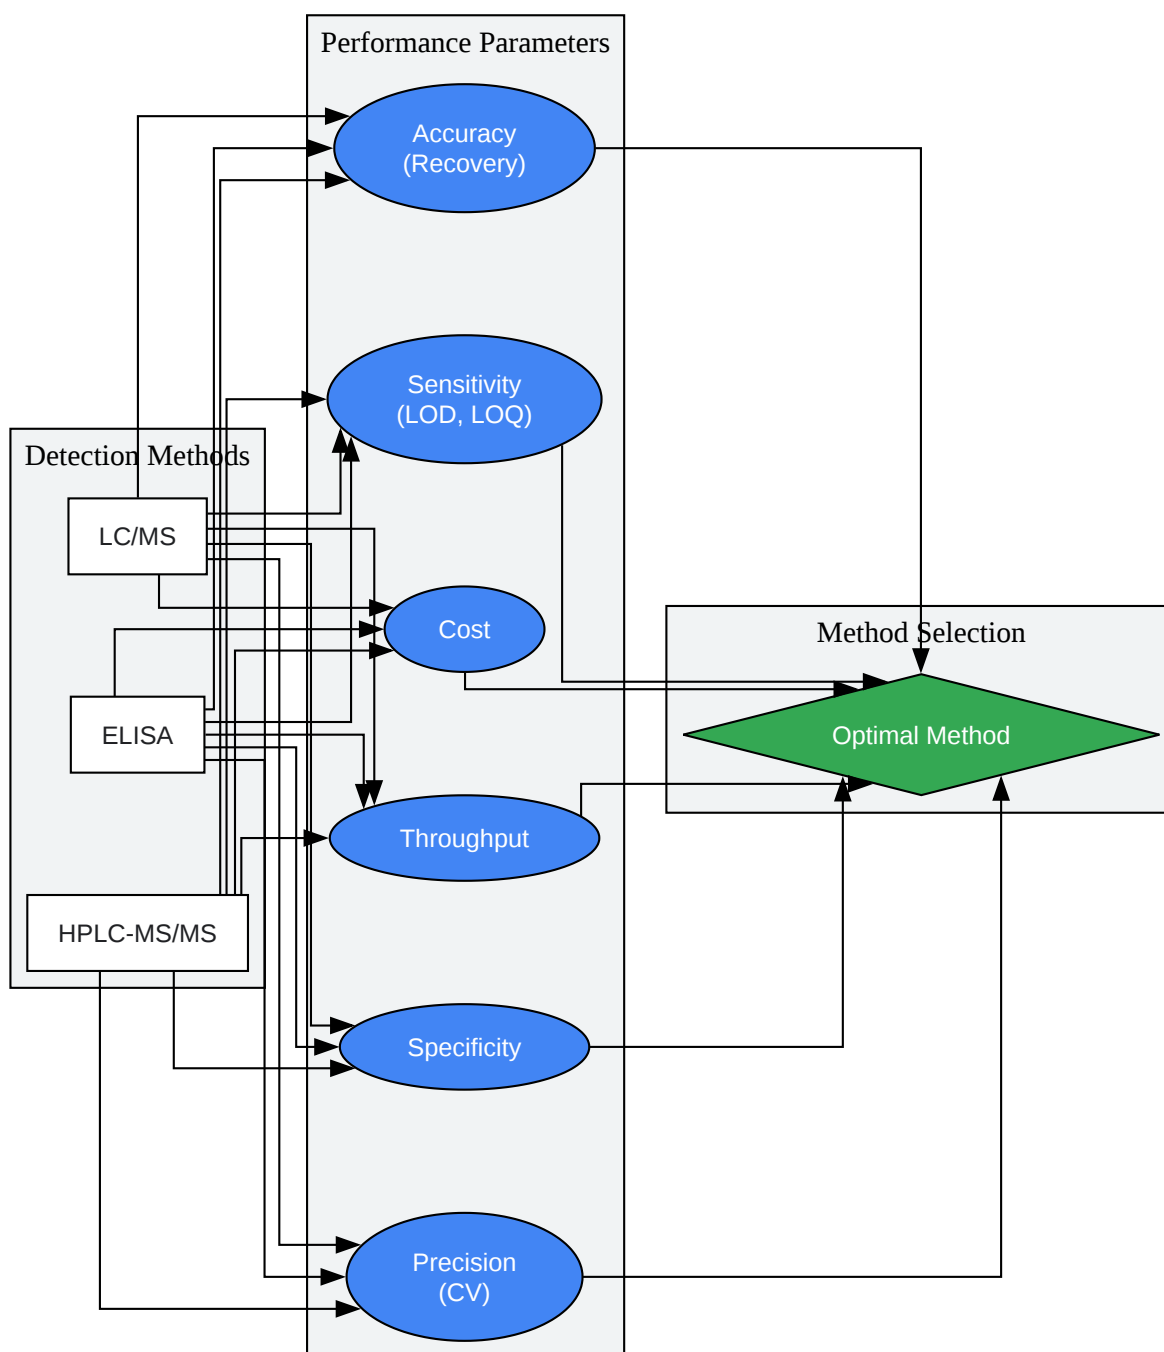 Performance Parameters
Accuracy
(Recovery)
Sensitivity
(LOD, LOQ)
Detection Methods
LC/MS
Cost
Method Selection
ELISA
Optimal Method
Throughput
HPLC-MS/MS
Specificity
Precision
(CV)